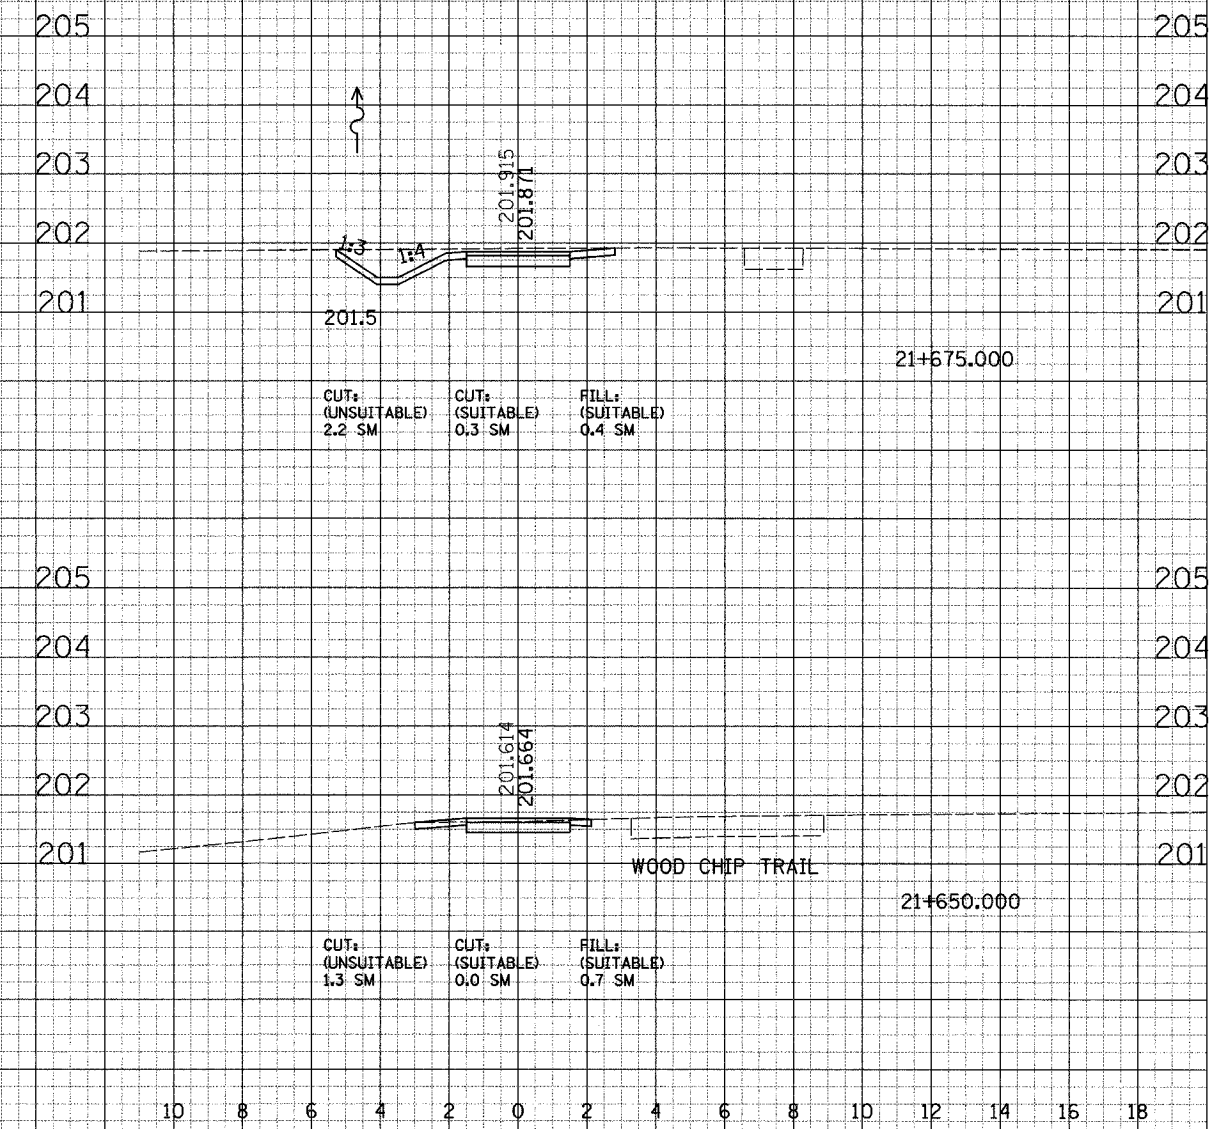 205 205
204 204
203 203
201.915
201.871
202 202
1:3 1:4
201 201
201.5
21+675.000
CUT: CUT: FILL:
(UNSUITABLE) (SUITABLE) (SUITABLE)
2.2 SM 0.3 SM 0.4 SM
205 205
204 204
203 203
201.614
201.664
202 202
201 201
WOOD CHIP TRAIL
21+650.000
CUT: CUT: FILL:
(UNSUITABLE) (SUITABLE) (SUITABLE)
1.3 SM 0.0 SM 0.7 SM
10 8 6 4 2 0 2 4 6 8 10 12 14 16 18